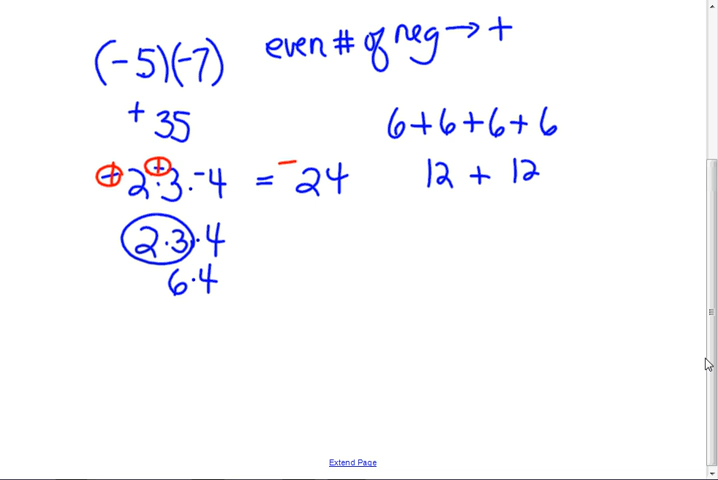 (-5)(-7) even # of neg → +
+ 35
6+6+6+6
-2·-3·-4 = -24
12 + 12
2·3·4
6·4
Extend Page